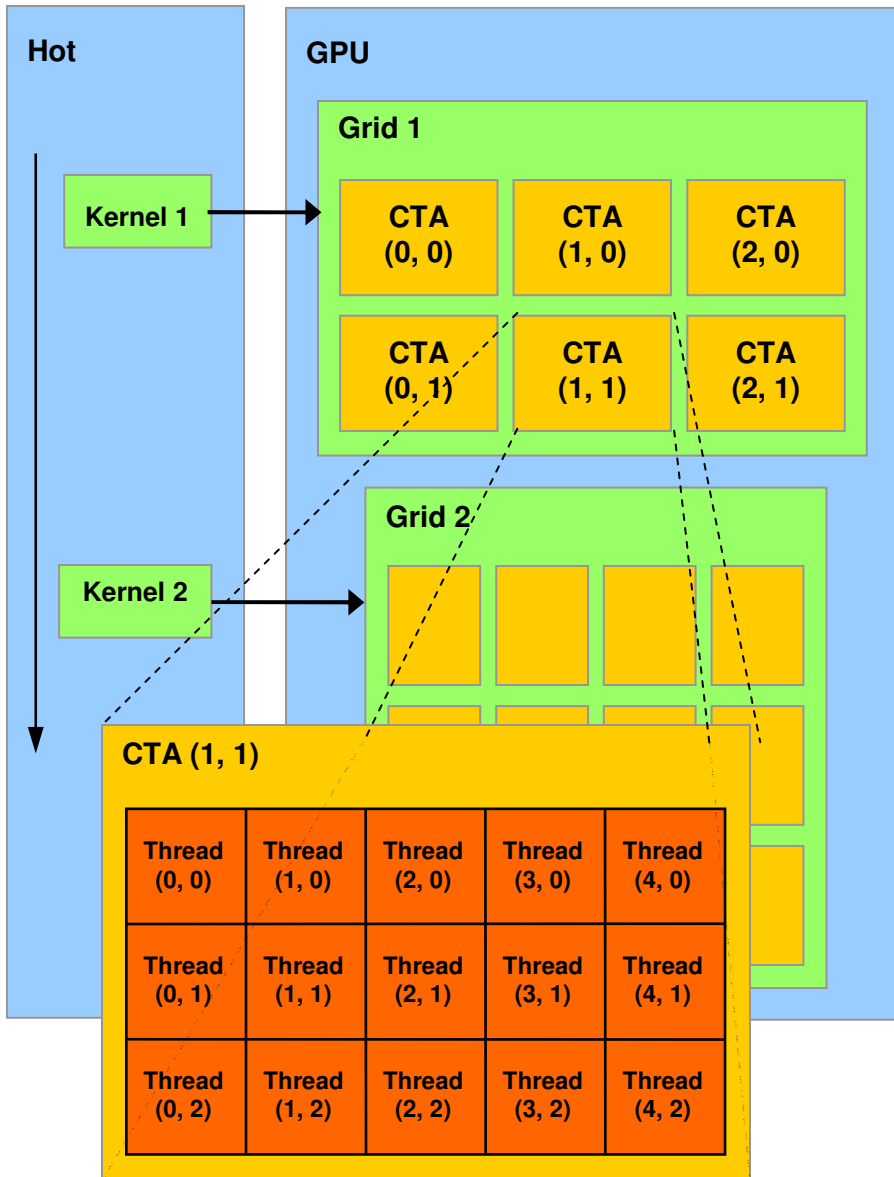 Hot
GPU
Grid 1
Kernel 1
CTA
(0, 0)
CTA
(1, 0)
CTA
(2, 0)
CTA
(0, 1)
CTA
(1, 1)
CTA
(2, 1)
Grid 2
Kernel 2
CTA (1, 1)
Thread
(0, 0)
Thread
(1, 0)
Thread
(2, 0)
Thread
(3, 0)
Thread
(4, 0)
Thread
(0, 1)
Thread
(1, 1)
Thread
(2, 1)
Thread
(3, 1)
Thread
(4, 1)
Thread
(0, 2)
Thread
(1, 2)
Thread
(2, 2)
Thread
(3, 2)
Thread
(4, 2)